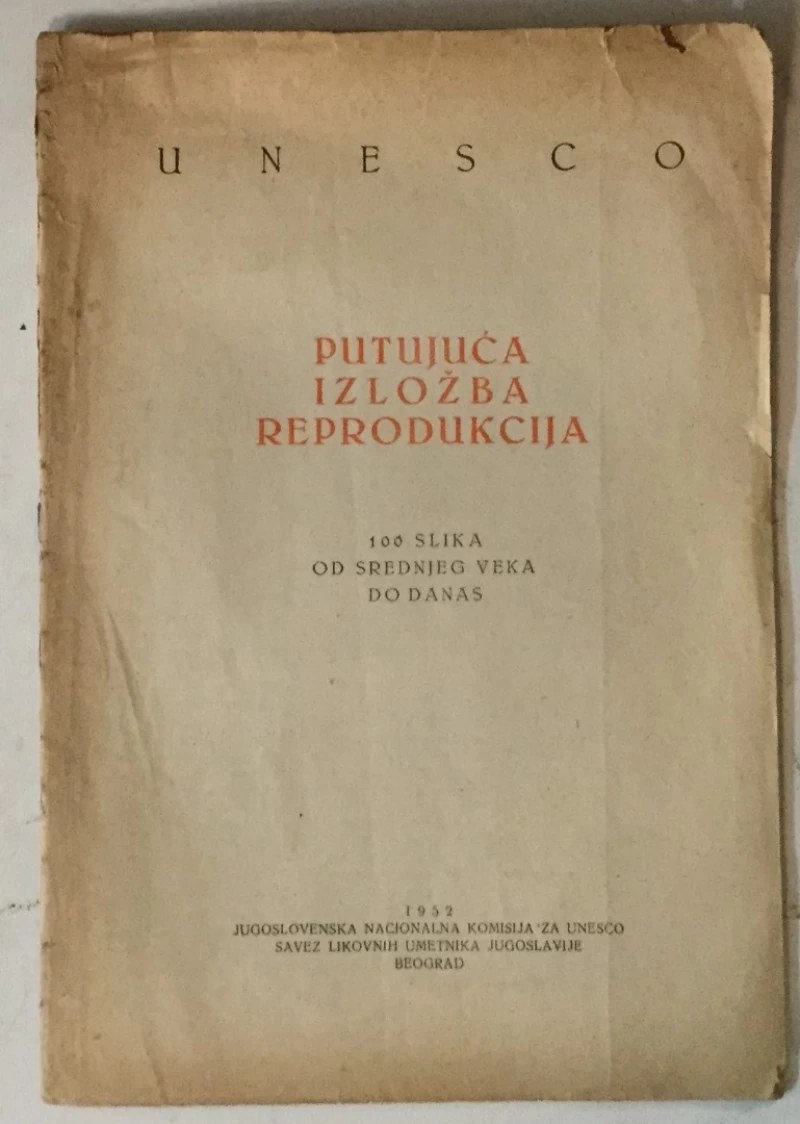 UNESCO
PUTUJUĆA
IZLOŽBA
REPRODUKCIJA
100 SLIKA
OD SREDNJEG VEKA
DO DANAS
1952
JUGOSLOVENSKA NACIONALNA KOMISIJA ZA UNESCO
SAVEZ LIKOVNIH UMETNIKA JUGOSLAVIJE
BEOGRAD